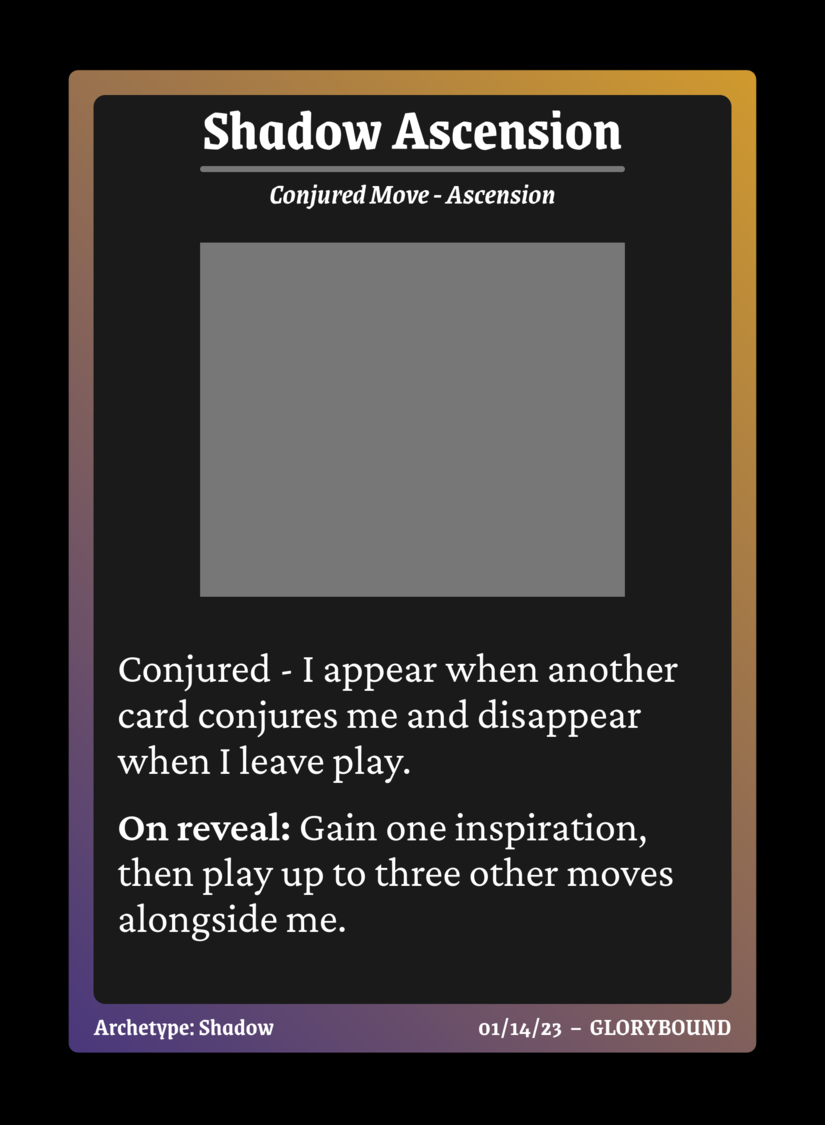 Shadow Ascension
Conjured Move - Ascension
Conjured - I appear when another
card conjures me and disappear
when I leave play.
On reveal: Gain one inspiration,
then play up to three other moves
alongside me.
Archetype: Shadow
01/14/23 – GLORYBOUND